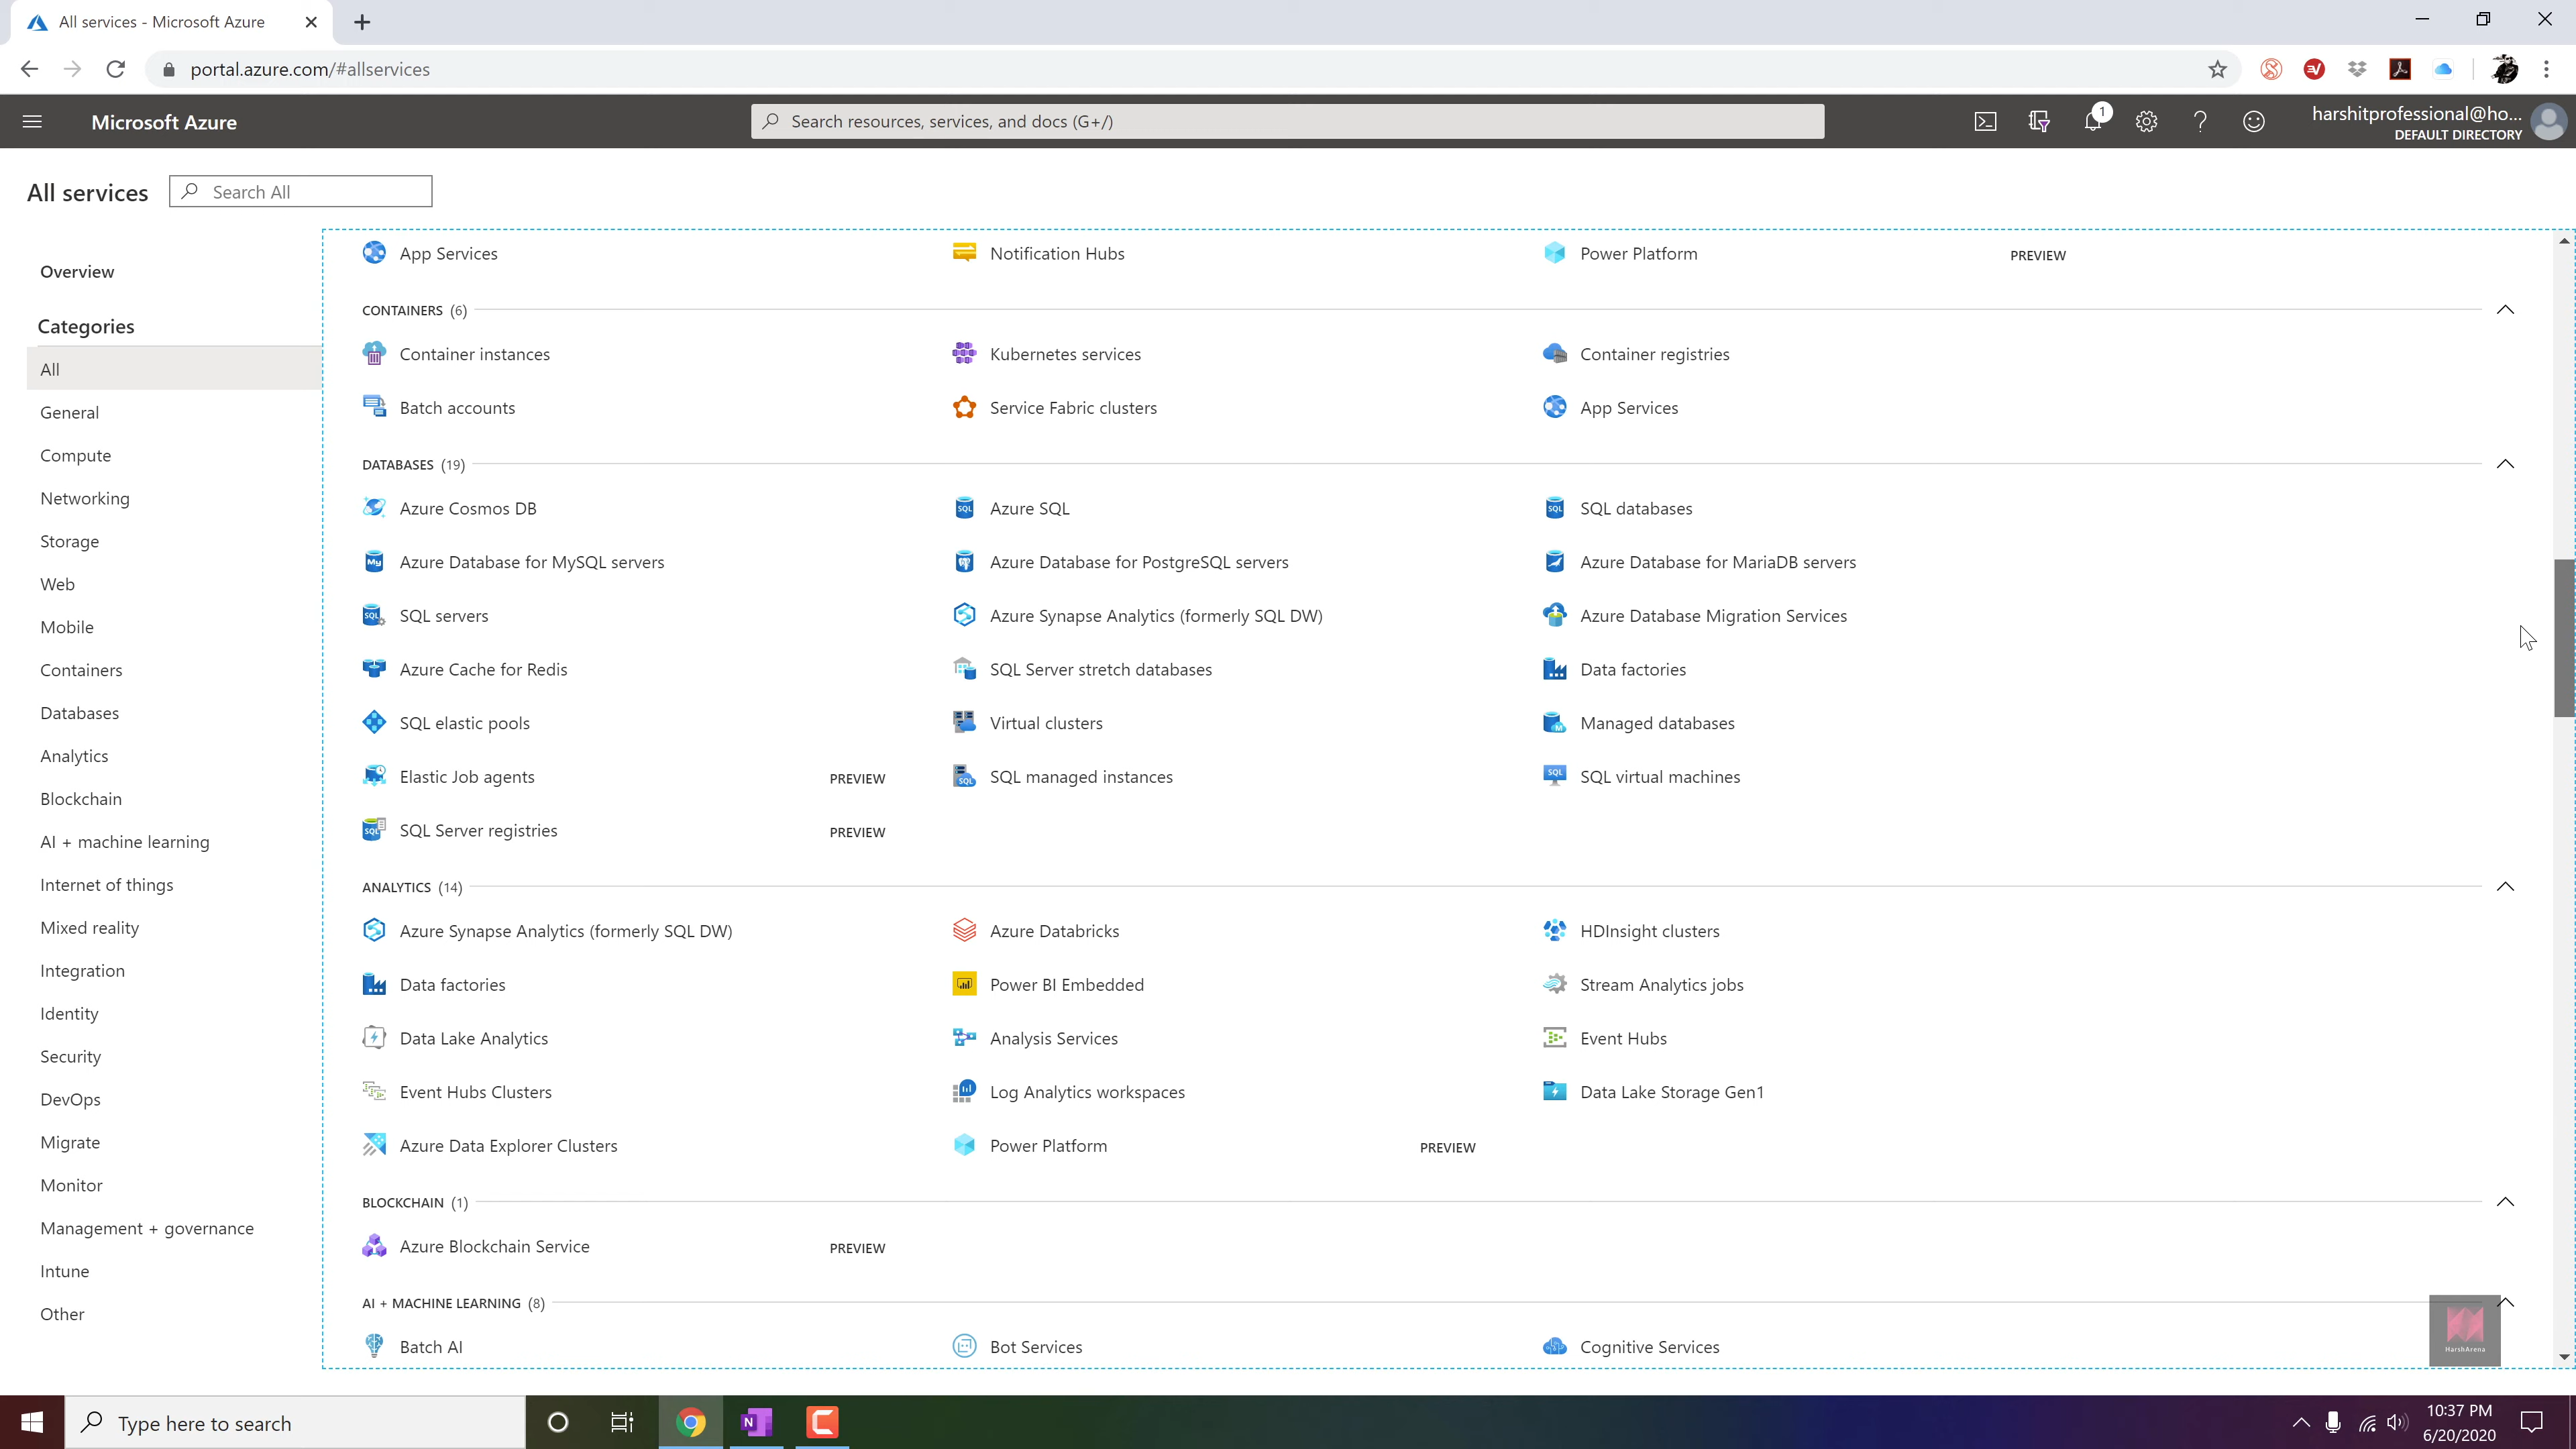 All services - Microsoft Azure
portal.azure.com/#allservices
Microsoft Azure
Search resources, services, and docs (G+/)
1
harshitprofessional@ho...
DEFAULT DIRECTORY
All services
Search All
Overview
Categories
All
General
Compute
Networking
Storage
Web
Mobile
Containers
Databases
Analytics
Blockchain
AI + machine learning
Internet of things
Mixed reality
Integration
Identity
Security
DevOps
Migrate
Monitor
Management + governance
Intune
Other
App Services Notification Hubs Power Platform PREVIEW
CONTAINERS (6)
Container instances Kubernetes services Container registries
Batch accounts Service Fabric clusters App Services
DATABASES (19)
Azure Cosmos DB Azure SQL SQL databases
Azure Database for MySQL servers Azure Database for PostgreSQL servers Azure Database for MariaDB servers
SQL servers Azure Synapse Analytics (formerly SQL DW) Azure Database Migration Services
Azure Cache for Redis SQL Server stretch databases Data factories
SQL elastic pools Virtual clusters Managed databases
Elastic Job agents PREVIEW SQL managed instances SQL virtual machines
SQL Server registries PREVIEW
ANALYTICS (14)
Azure Synapse Analytics (formerly SQL DW) Azure Databricks HDInsight clusters
Data factories Power BI Embedded Stream Analytics jobs
Data Lake Analytics Analysis Services Event Hubs
Event Hubs Clusters Log Analytics workspaces Data Lake Storage Gen1
Azure Data Explorer Clusters Power Platform PREVIEW
BLOCKCHAIN (1)
Azure Blockchain Service PREVIEW
AI + MACHINE LEARNING (8)
Batch AI Bot Services Cognitive Services
HarshArena
Type here to search
10:37 PM
6/20/2020